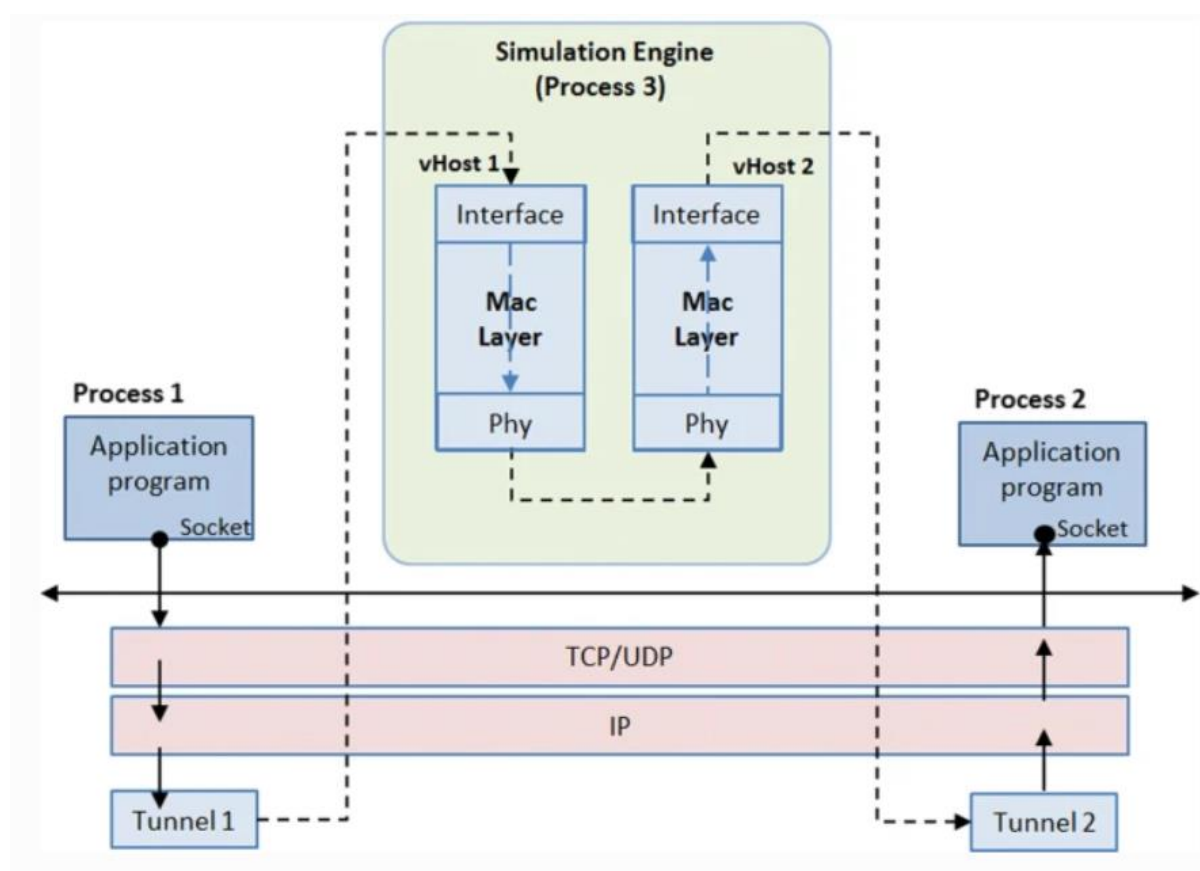 Simulation Engine
(Process 3)
vHost 1
vHost 2
Interface
Interface
Mac
Layer
Mac
Layer
Phy
Phy
Process 1
Application
program
Socket
Process 2
Application
program
Socket
TCP/UDP
IP
Tunnel 1
Tunnel 2